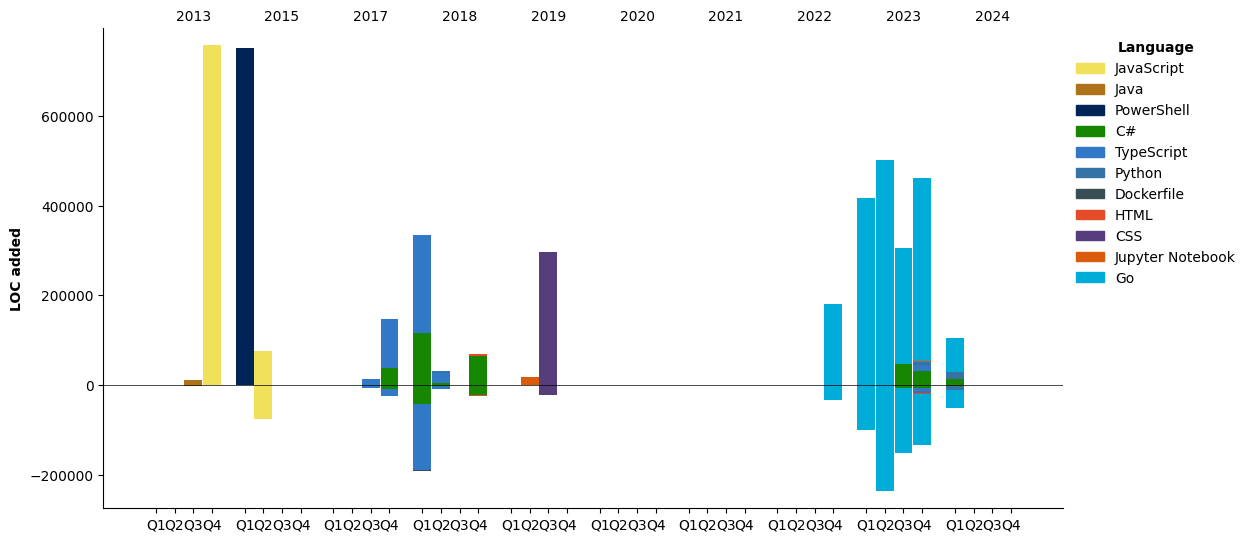 2013 2015 2017 2018 2019 2020 2021 2022 2023 2024
Language
JavaScript
Java
PowerShell
C#
TypeScript
Python
Dockerfile
HTML
CSS
Jupyter Notebook
Go
LOC added
600000
400000
200000
0
−200000
Q1Q2Q3Q4 Q1Q2Q3Q4 Q1Q2Q3Q4 Q1Q2Q3Q4 Q1Q2Q3Q4 Q1Q2Q3Q4 Q1Q2Q3Q4 Q1Q2Q3Q4 Q1Q2Q3Q4 Q1Q2Q3Q4